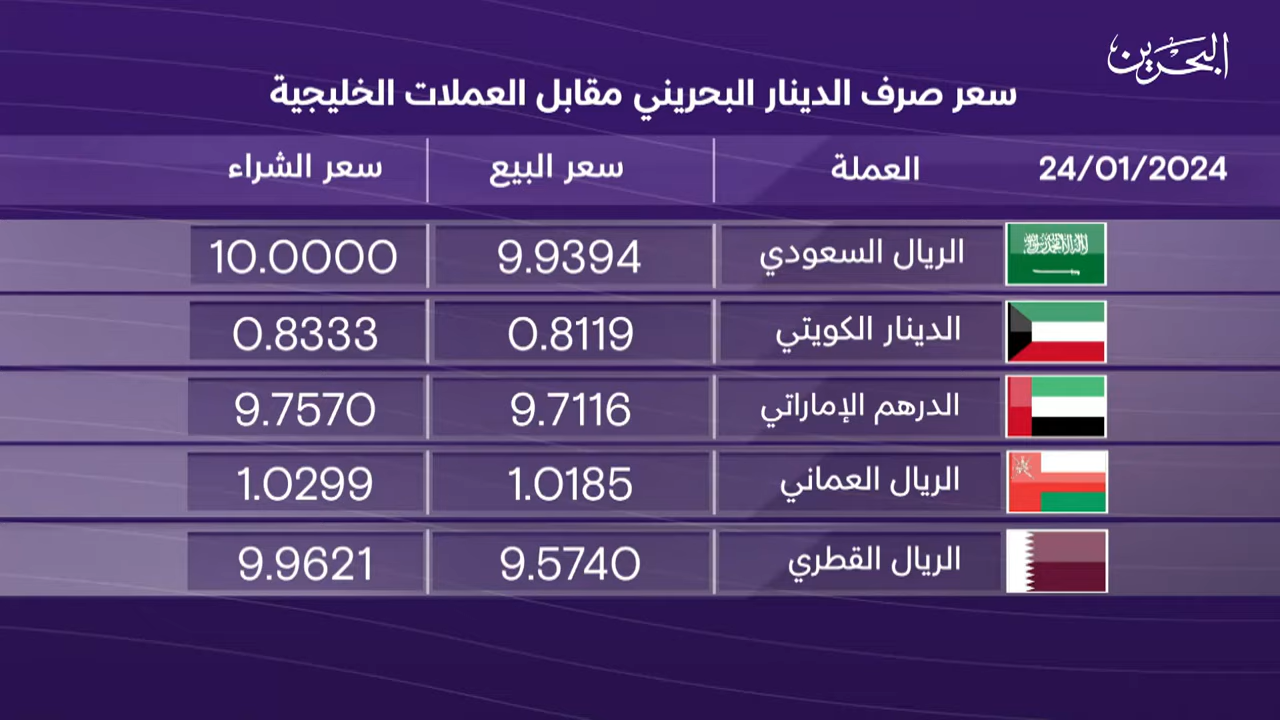 البحرين
سعر صرف الدينار البحريني مقابل العملات الخليجية
24/01/2024 العملة سعر البيع سعر الشراء
الريال السعودي 9.9394 10.0000
الدينار الكويتي 0.8119 0.8333
الدرهم الإماراتي 9.7116 9.7570
الريال العماني 1.0185 1.0299
الريال القطري 9.5740 9.9621